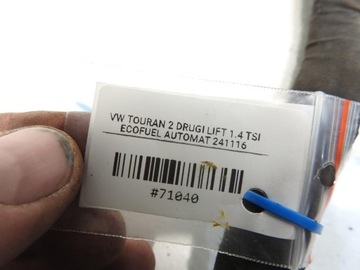 VW TOURAN 2 DRUGI LIFT 1.4 TSI
ECOFUEL AUTOMAT 241116
#71040